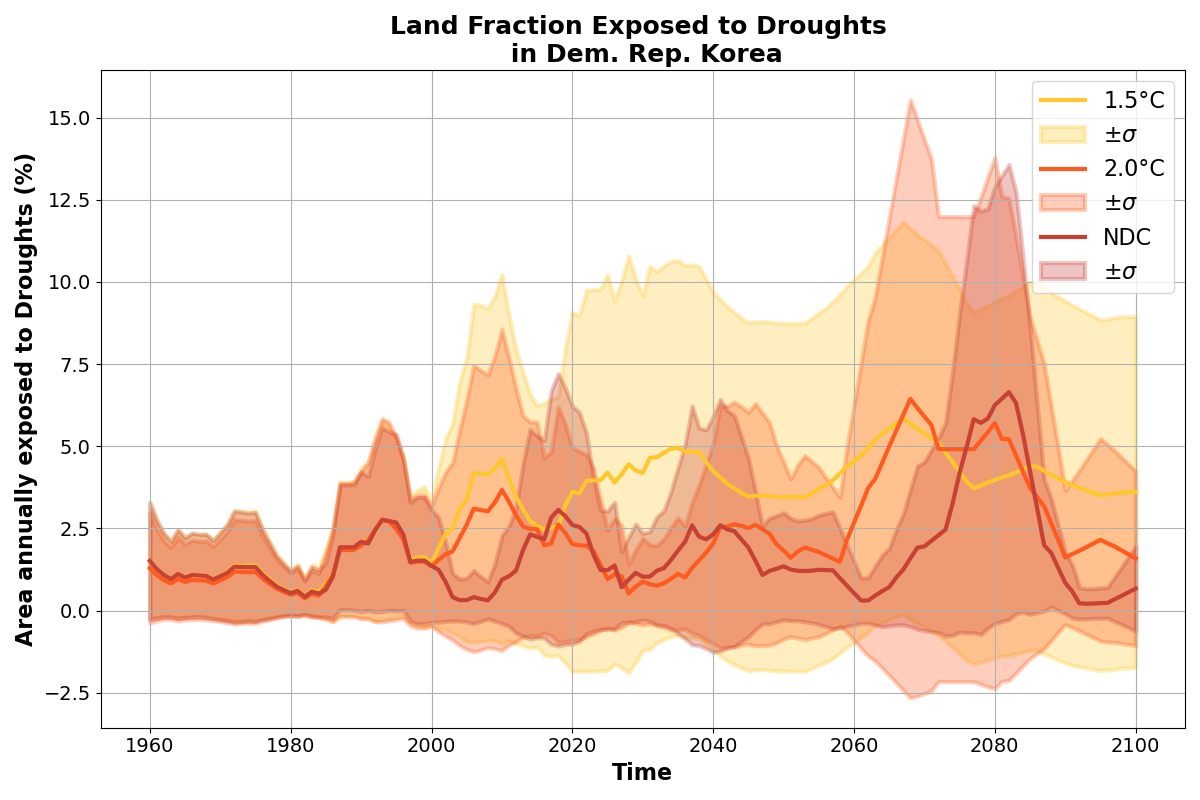 Land Fraction Exposed to Droughts
in Dem. Rep. Korea
Area annually exposed to Droughts (%)
15.0
12.5
10.0
7.5
5.0
2.5
0.0
−2.5
1.5°C
±σ
2.0°C
±σ
NDC
±σ
1960 1980 2000 2020 2040 2060 2080 2100
Time